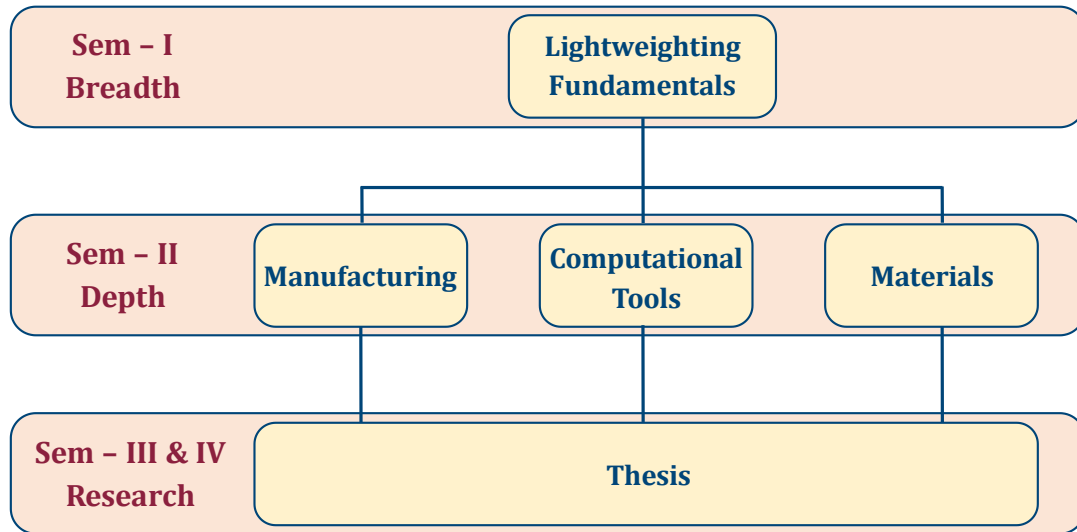 Sem – I
Breadth
Lightweighting
Fundamentals
Sem – II
Depth
Manufacturing
Computational
Tools
Materials
Sem – III & IV
Research
Thesis